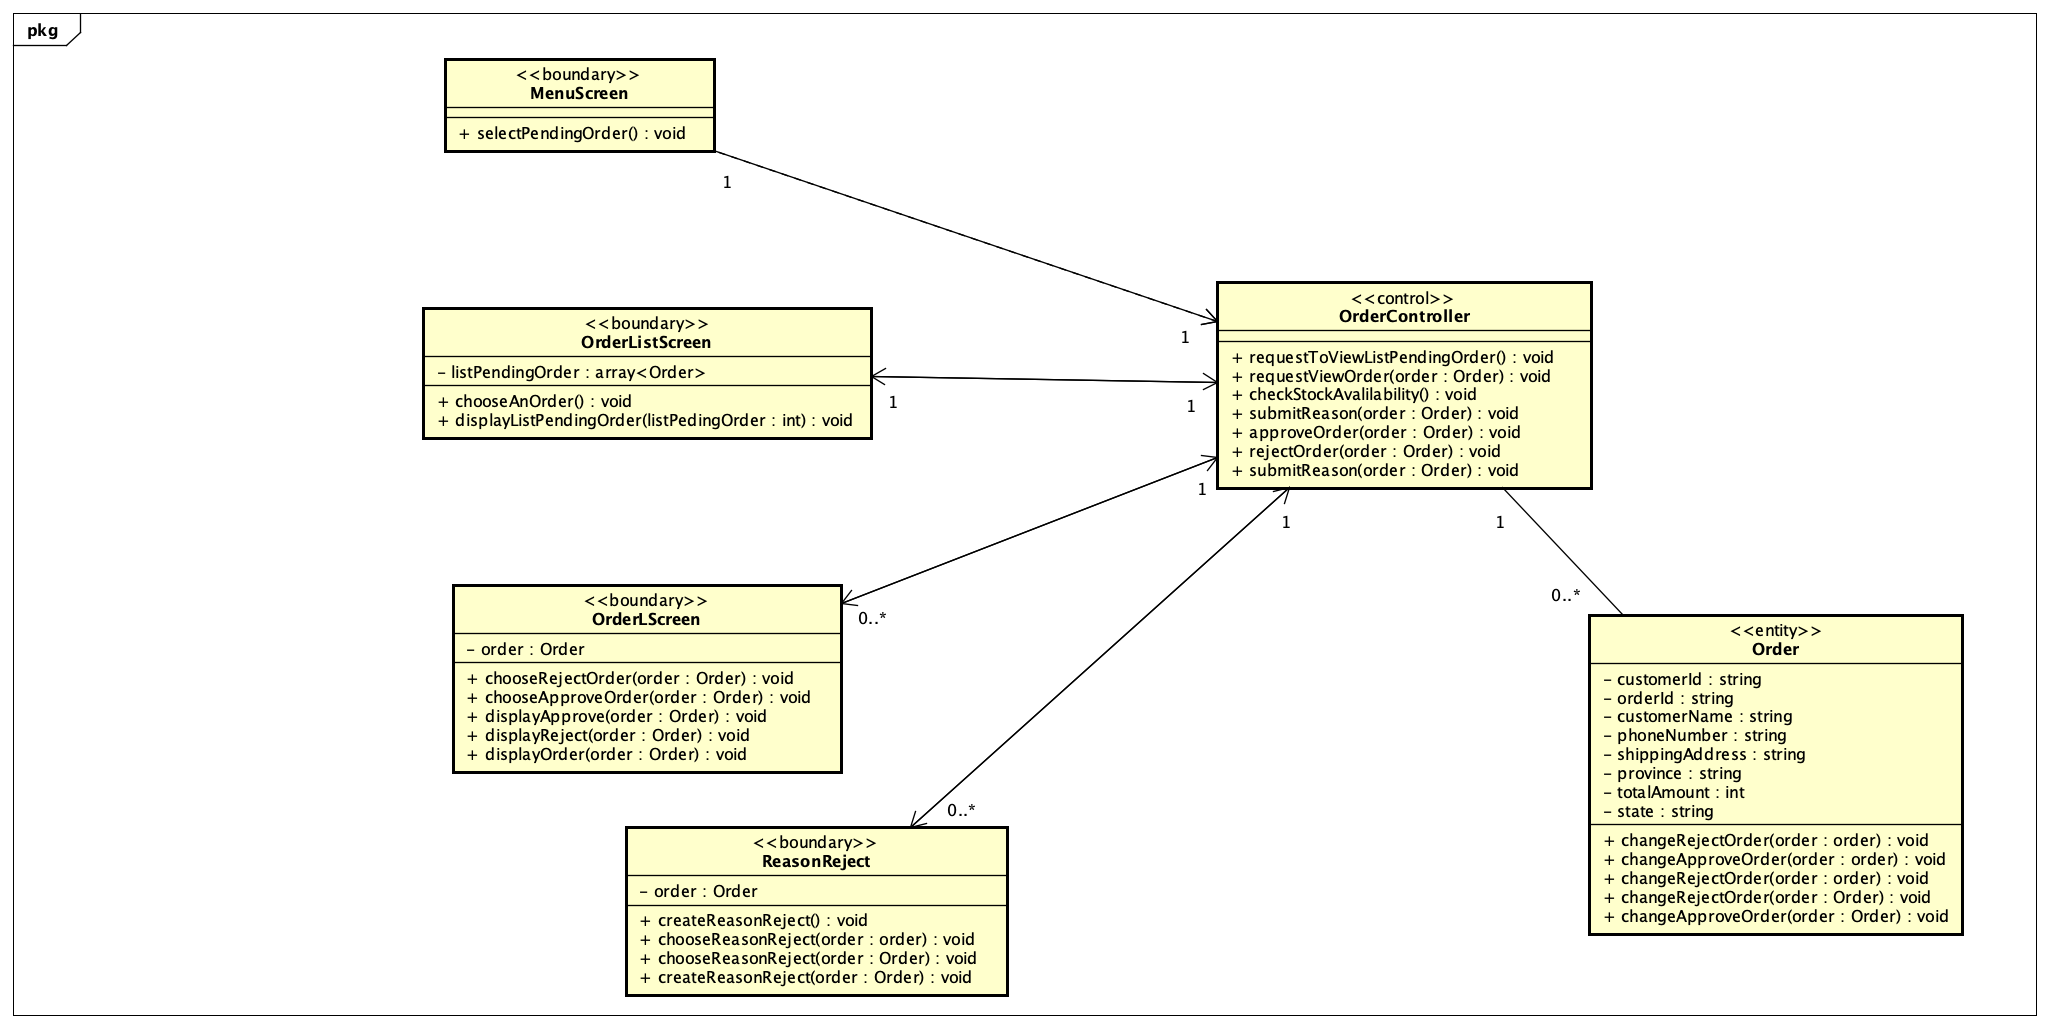 pkg
<<boundary>>
MenuScreen
+ selectPendingOrder() : void
1
1
<<boundary>>
OrderListScreen
- listPendingOrder : array<Order>
+ chooseAnOrder() : void
+ displayListPendingOrder(listPedingOrder : int) : void
1
1
<<control>>
OrderController
+ requestToViewListPendingOrder() : void
+ requestViewOrder(order : Order) : void
+ checkStockAvalilability() : void
+ submitReason(order : Order) : void
+ approveOrder(order : Order) : void
+ rejectOrder(order : Order) : void
+ submitReason(order : Order) : void
1
1
1
0..*
0..*
<<boundary>>
OrderLScreen
- order : Order
+ chooseRejectOrder(order : Order) : void
+ chooseApproveOrder(order : Order) : void
+ displayApprove(order : Order) : void
+ displayReject(order : Order) : void
+ displayOrder(order : Order) : void
<<entity>>
Order
- customerId : string
- orderId : string
- customerName : string
- phoneNumber : string
- shippingAddress : string
- province : string
- totalAmount : int
- state : string
+ changeRejectOrder(order : order) : void
+ changeApproveOrder(order : order) : void
+ changeRejectOrder(order : order) : void
+ changeRejectOrder(order : Order) : void
+ changeApproveOrder(order : Order) : void
0..*
<<boundary>>
ReasonReject
- order : Order
+ createReasonReject() : void
+ chooseReasonReject(order : order) : void
+ chooseReasonReject(order : Order) : void
+ createReasonReject(order : Order) : void